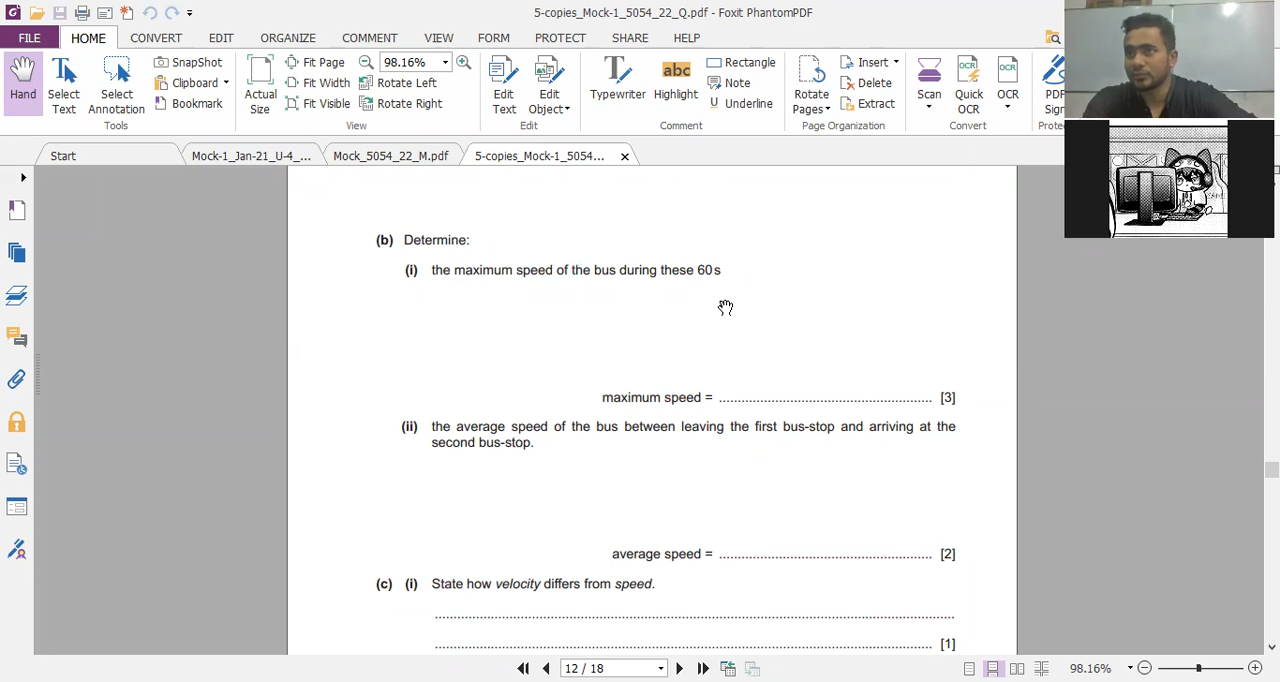 5-copies_Mock-1_5054_22_Q.pdf - Foxit PhantomPDF
FILE HOME CONVERT EDIT ORGANIZE COMMENT VIEW FORM PROTECT SHARE HELP
Hand
Select Text
Select Annotation
SnapShot
Clipboard
Bookmark
Tools
Actual Size
Fit Page
Fit Width
Fit Visible
98.16%
Rotate Left
Rotate Right
View
Edit Text
Edit Object
Edit
Typewriter
Highlight
Rectangle
Note
Underline
Comment
Rotate Pages
Insert
Delete
Extract
Page Organization
Scan
Quick OCR
OCR
Convert
PDF
Sign
Prote
Start Mock-1_Jan-21_U-4_... Mock_5054_22_M.pdf 5-copies_Mock-1_5054...
(b) Determine:
(i) the maximum speed of the bus during these 60 s
maximum speed = .................................................. [3]
(ii) the average speed of the bus between leaving the first bus-stop and arriving at the
second bus-stop.
average speed = .................................................. [2]
(c) (i) State how velocity differs from speed.
....................................................................................................
.................................................................................................... [1]
12 / 18
98.16%